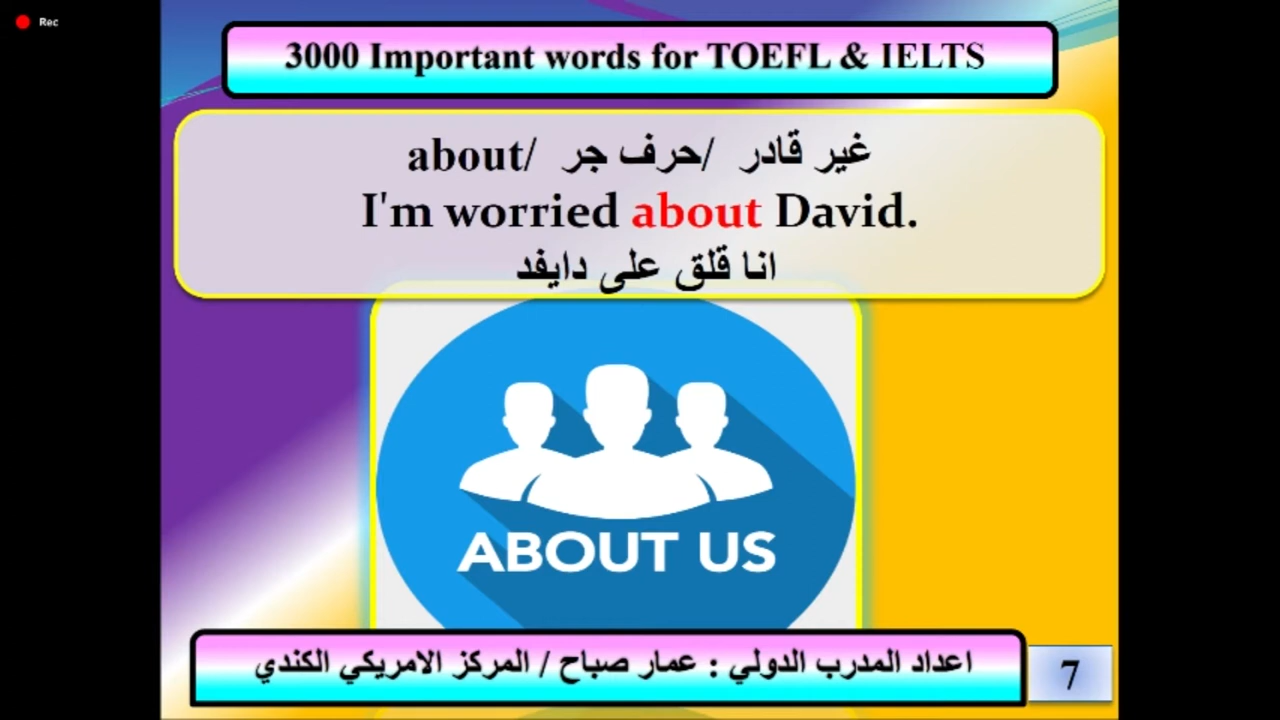 Rec
3000 Important words for TOEFL & IELTS
about/ غير قادر /حرف جر
I'm worried about David.
انا قلق على دايفد
ABOUT US
اعداد المدرب الدولي : عمار صباح / المركز الامريكي الكندي
7